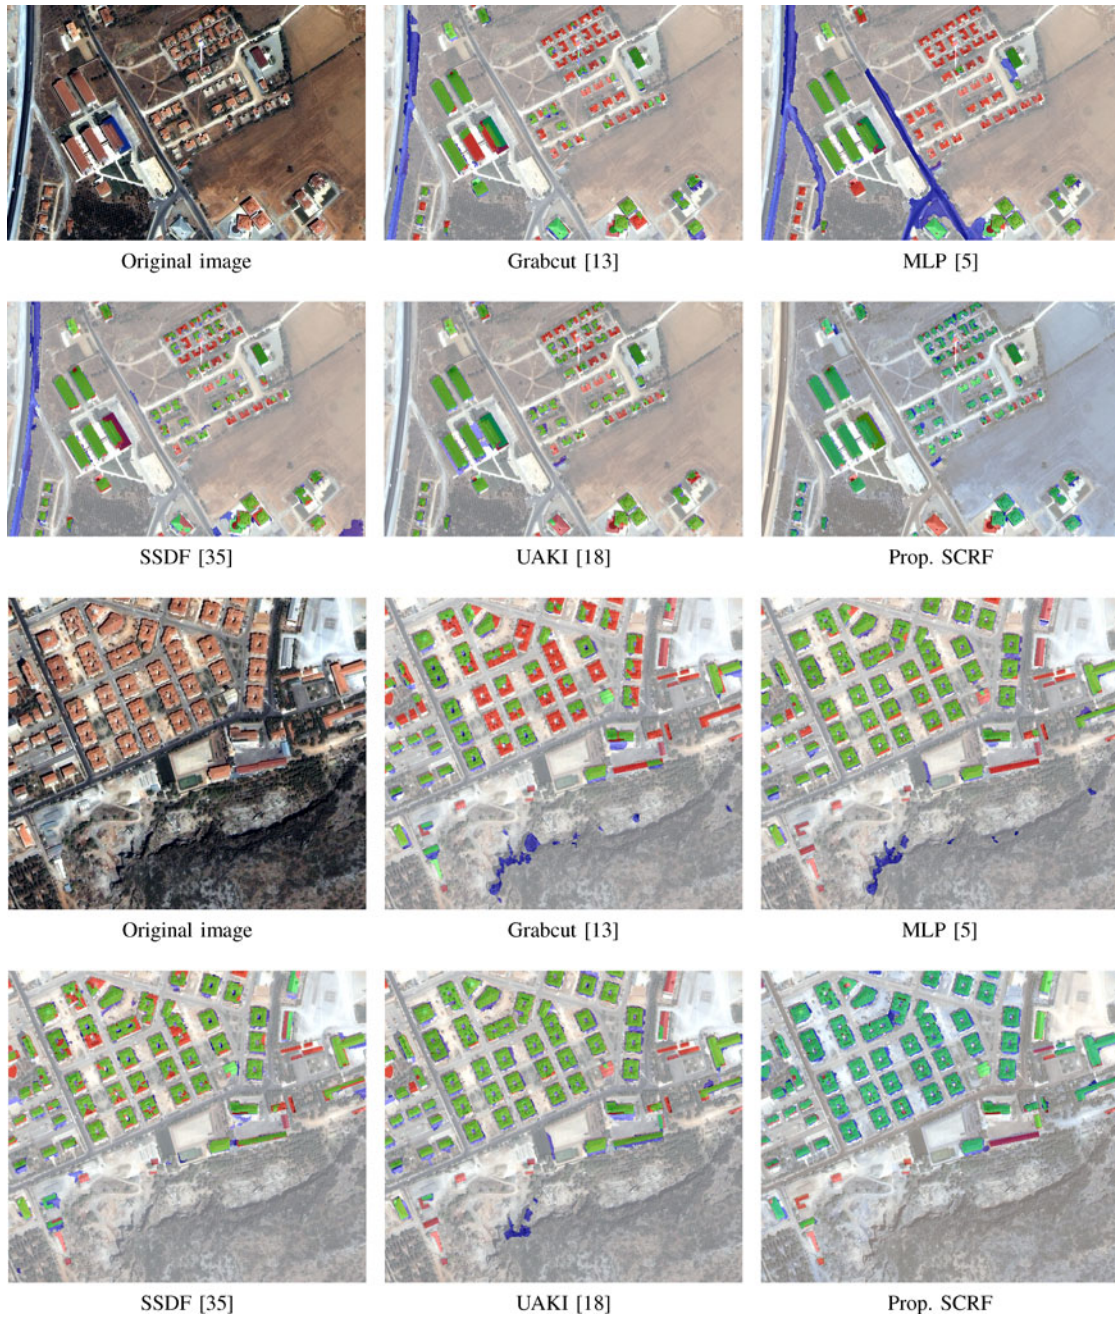 Original image
Grabcut [13]
MLP [5]
SSDF [35]
UAKI [18]
Prop. SCRF
Original image
Grabcut [13]
MLP [5]
SSDF [35]
UAKI [18]
Prop. SCRF